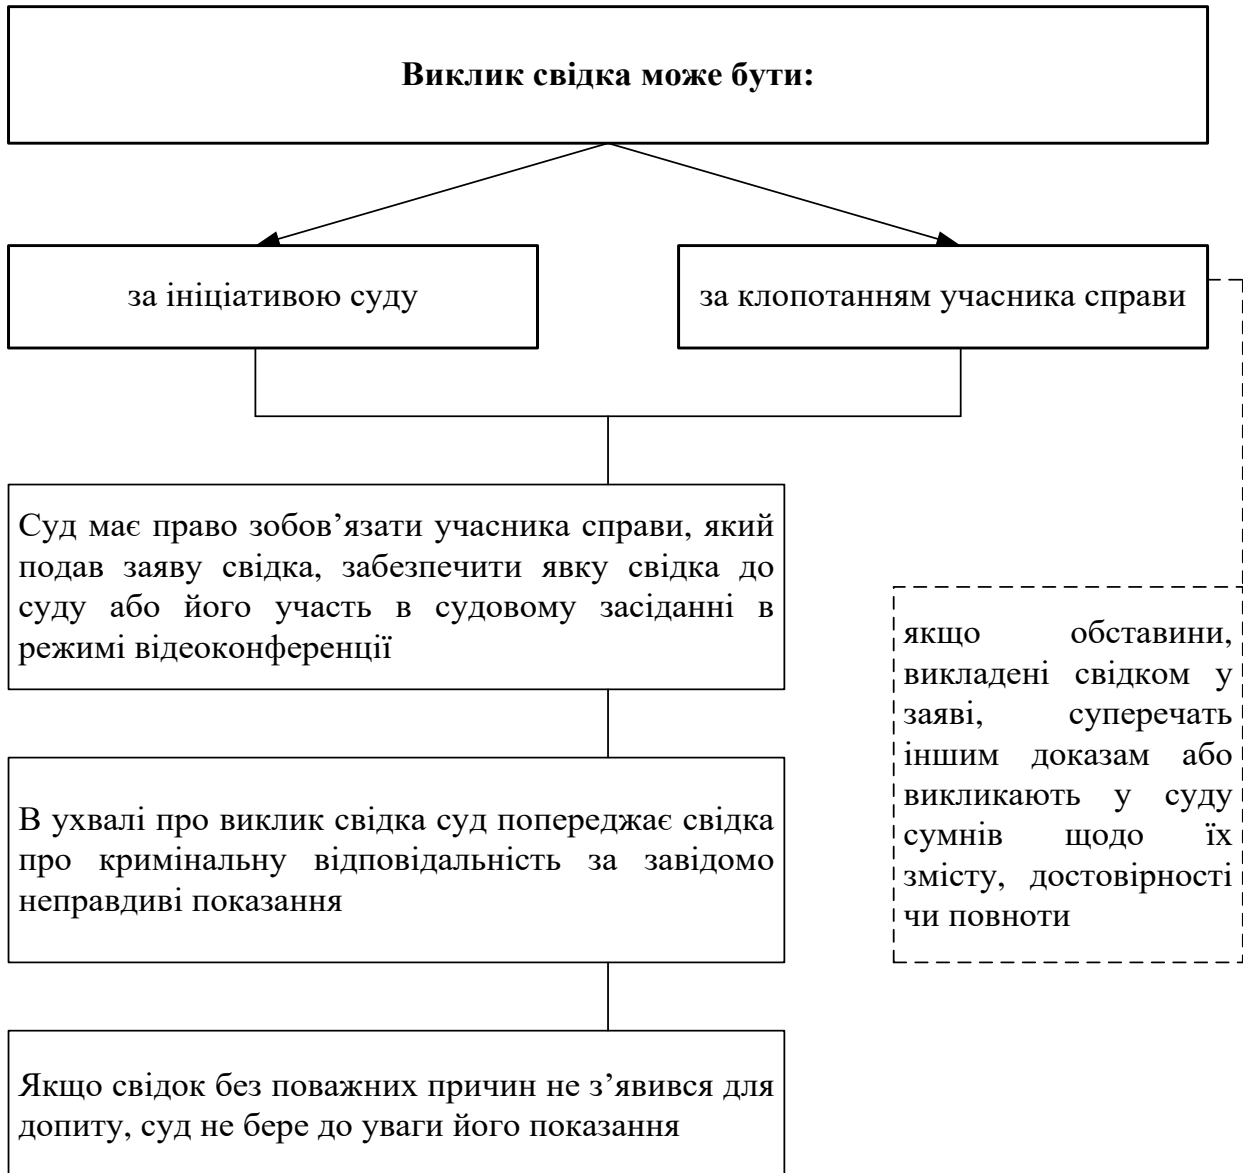 Виклик свідка може бути:
за ініціативою суду
за клопотанням учасника справи
Суд має право зобов’язати учасника справи, який
подав заяву свідка, забезпечити явку свідка до
суду або його участь в судовому засіданні в
режимі відеоконференції
якщо обставини,
викладені свідком у
заяві, суперечать
іншим доказам або
викликають у суду
сумнів щодо їх
змісту, достовірності
чи повноти
В ухвалі про виклик свідка суд попереджає свідка
про кримінальну відповідальність за завідомо
неправдиві показання
Якщо свідок без поважних причин не з’явився для
допиту, суд не бере до уваги його показання